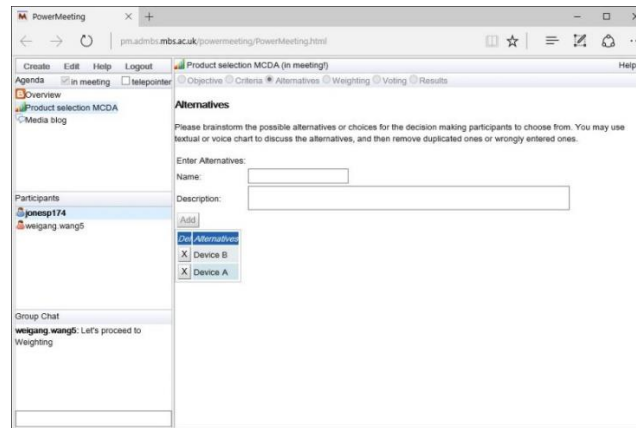 PowerMeeting
pm.admbs.mbs.ac.uk/powermeeting/PowerMeeting.html
Create Edit Help Logout
Product selection MCDA (in meeting!)
Help
Agenda in meeting telepointer
Objective Criteria Alternatives Weighting Voting Results
Overview
Product selection MCDA
Media blog
Alternatives
Please brainstorm the possible alternatives or choices for the decision making participants to choose from. You may use
textual or voice chart to discuss the alternatives, and then remove duplicated ones or wrongly entered ones.
Enter Alternatives:
Name:
Description:
Add
Del Alternatives
X Device B
X Device A
Participants
jonesp174
weigang.wang5
Group Chat
weigang.wang5: Let's proceed to
Weighting